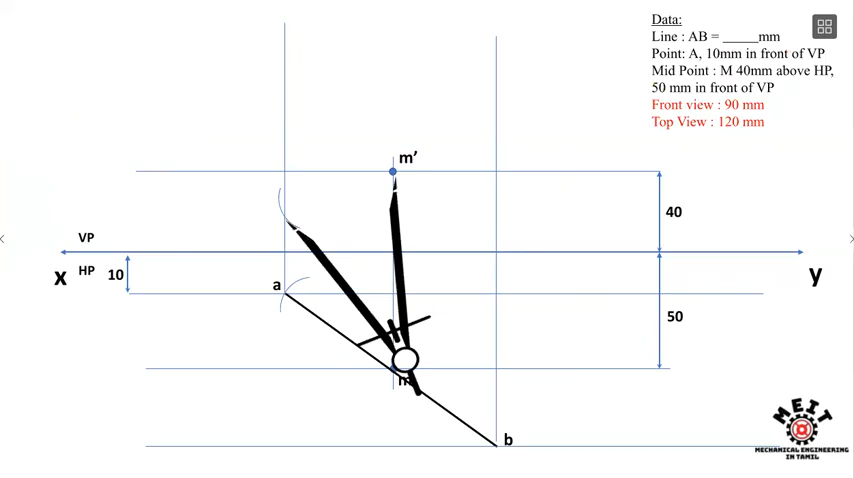 Data:
Line : AB = _____mm
Point: A, 10mm in front of VP
Mid Point : M 40mm above HP,
50 mm in front of VP
Front view : 90 mm
Top View : 120 mm
m’
40
VP
x HP 10 y
a
50
m
b
MEIT
MECHANICAL ENGINEERING
IN TAMIL